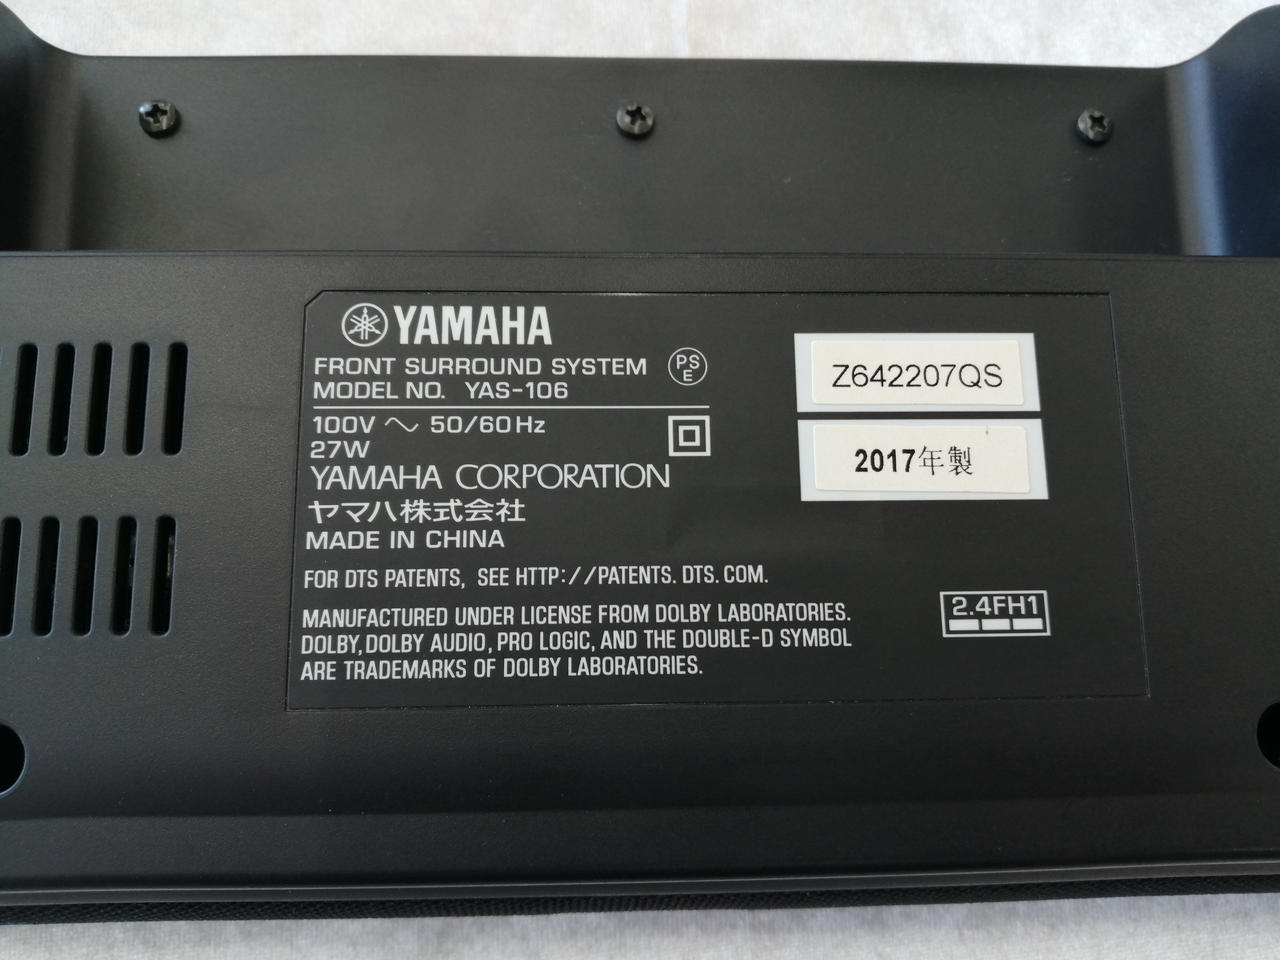 YAMAHA
FRONT SURROUND SYSTEM
MODEL NO. YAS-106
PS
E
100V ～ 50/60Hz
27W
YAMAHA CORPORATION
ヤマハ株式会社
MADE IN CHINA
FOR DTS PATENTS, SEE HTTP://PATENTS.DTS.COM.
MANUFACTURED UNDER LICENSE FROM DOLBY LABORATORIES.
DOLBY, DOLBY AUDIO, PRO LOGIC, AND THE DOUBLE-D SYMBOL
ARE TRADEMARKS OF DOLBY LABORATORIES.
Z642207QS
2017年製
2.4FH1